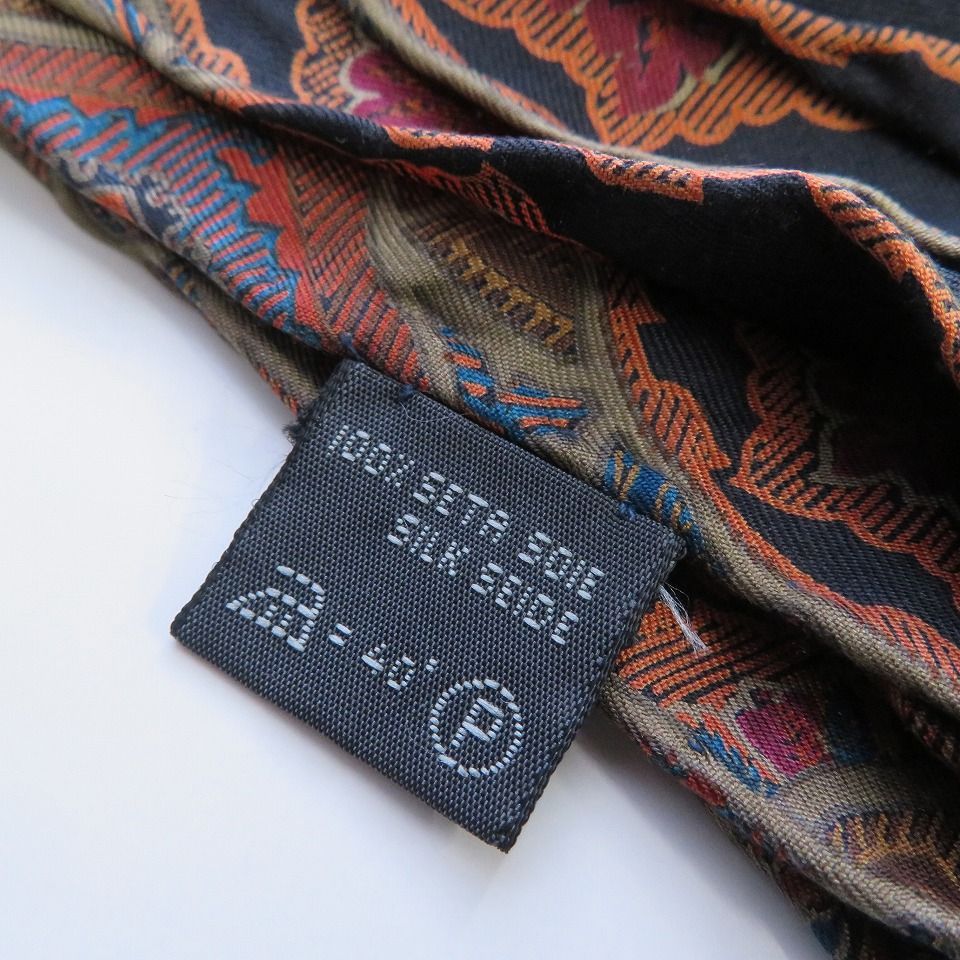 100% SETA SOIE
SILK SEIDE
= 40°
P